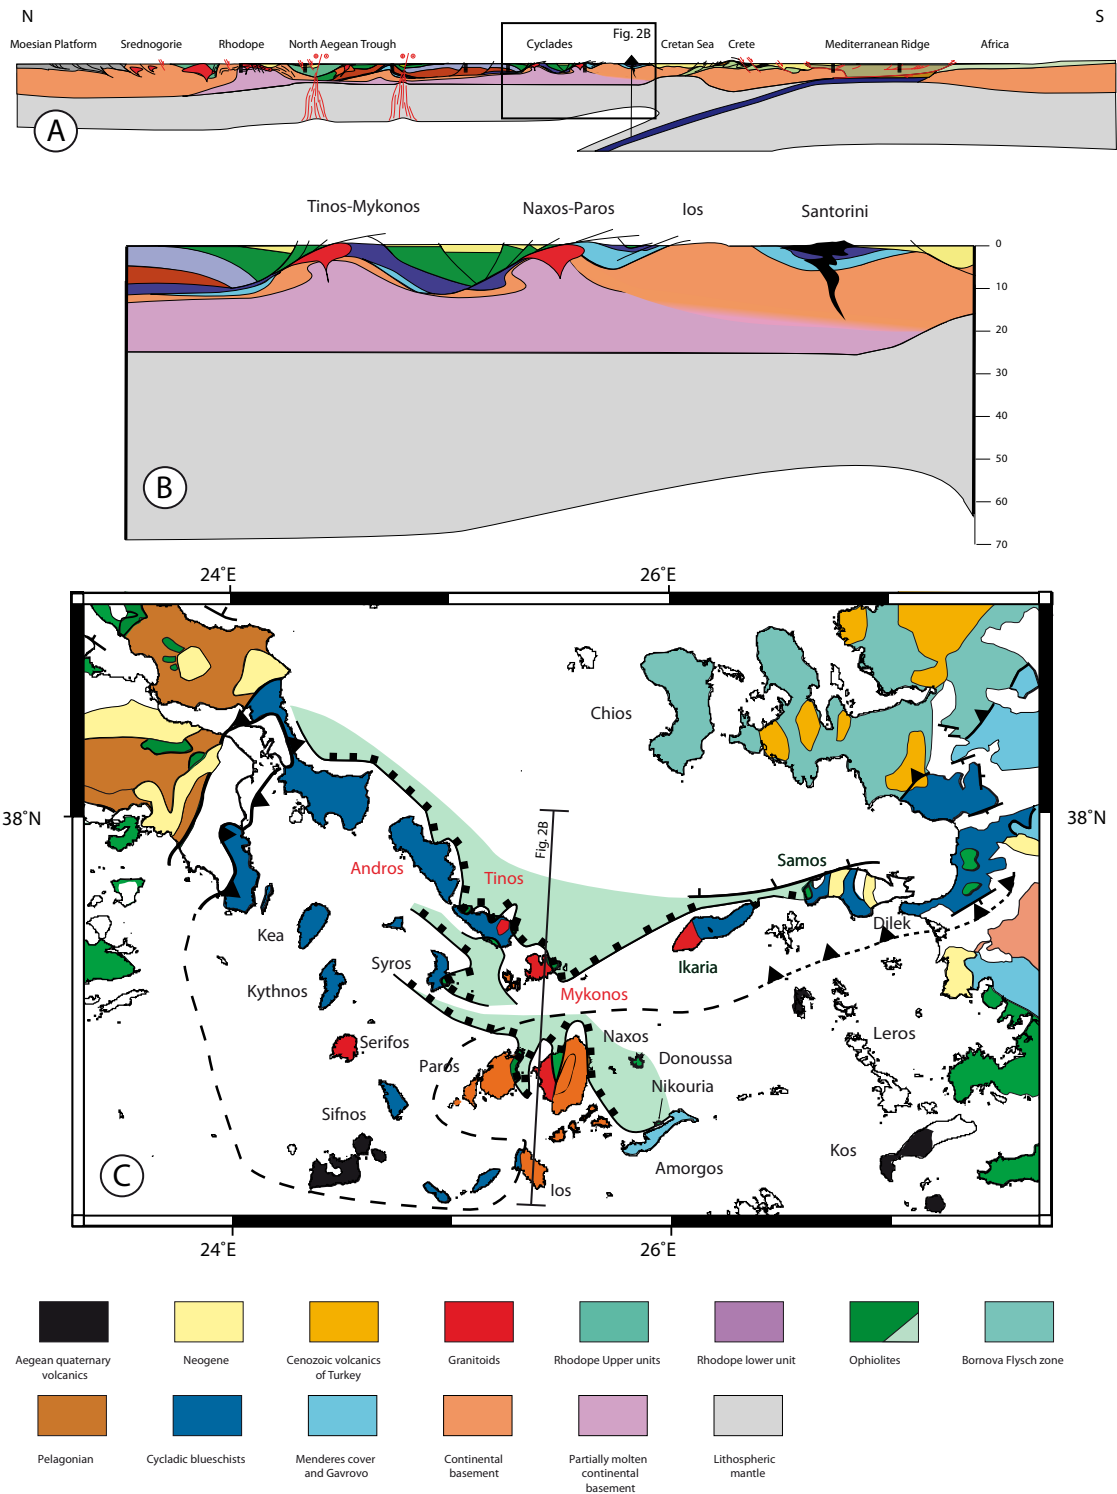 N
S
Fig. 2B
Moesian Platform
Srednogorie
Rhodope
North Aegean Trough
Cyclades
Cretan Sea
Crete
Mediterranean Ridge
Africa
A
Tinos-Mykonos
Naxos-Paros
Ios
Santorini
0
10
20
30
40
50
60
70
B
24°E
26°E
Chios
38°N
38°N
Fig. 2B
Andros
Tinos
Samos
Kea
Dilek
Syros
Ikaria
Kythnos
Mykonos
Serifos
Naxos
Leros
Paros
Donoussa
Nikouria
Sifnos
Kos
C
Amorgos
Ios
24°E
26°E
Aegean quaternary
volcanics
Neogene
Cenozoic volcanics
of Turkey
Granitoids
Rhodope Upper units
Rhodope lower unit
Ophiolites
Bornova Flysch zone
Pelagonian
Cycladic blueschists
Menderes cover
and Gavrovo
Continental
basement
Partially molten
continental
basement
Lithospheric
mantle